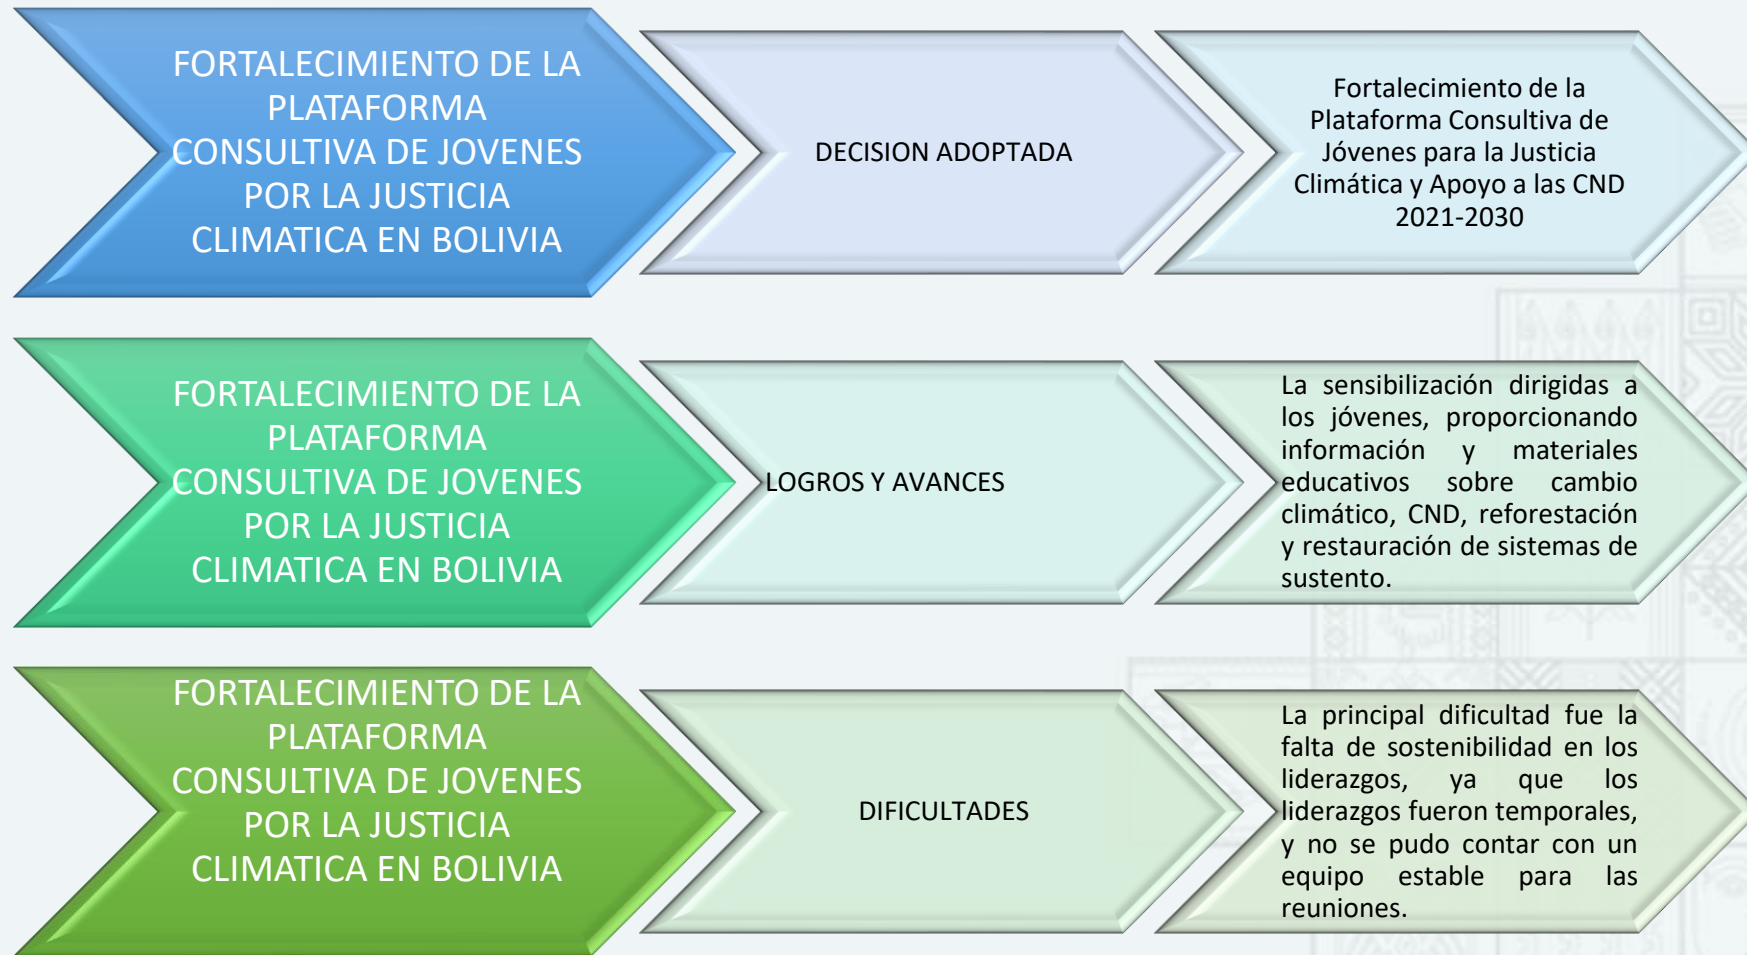 FORTALECIMIENTO DE LA
PLATAFORMA
CONSULTIVA DE JOVENES
POR LA JUSTICIA
CLIMATICA EN BOLIVIA
DECISION ADOPTADA
Fortalecimiento de la
Plataforma Consultiva de
Jóvenes para la Justicia
Climática y Apoyo a las CND
2021-2030
FORTALECIMIENTO DE LA
PLATAFORMA
CONSULTIVA DE JOVENES
POR LA JUSTICIA
CLIMATICA EN BOLIVIA
LOGROS Y AVANCES
La sensibilización dirigidas a
los jóvenes, proporcionando
información y materiales
educativos sobre cambio
climático, CND, reforestación
y restauración de sistemas de
sustento.
FORTALECIMIENTO DE LA
PLATAFORMA
CONSULTIVA DE JOVENES
POR LA JUSTICIA
CLIMATICA EN BOLIVIA
DIFICULTADES
La principal dificultad fue la
falta de sostenibilidad en los
liderazgos, ya que los
liderazgos fueron temporales,
y no se pudo contar con un
equipo estable para las
reuniones.